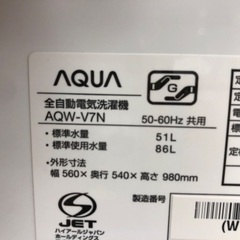 AQUA
全自動電気洗濯機
AQW-V7N
G
50-60Hz 共用
・標準水量 51L
・標準使用水量 86L
・外形寸法
幅 560× 奥行 540× 高さ 980mm
製造番号
(W
S
JET
ハイアールジャパン
ホールディングス